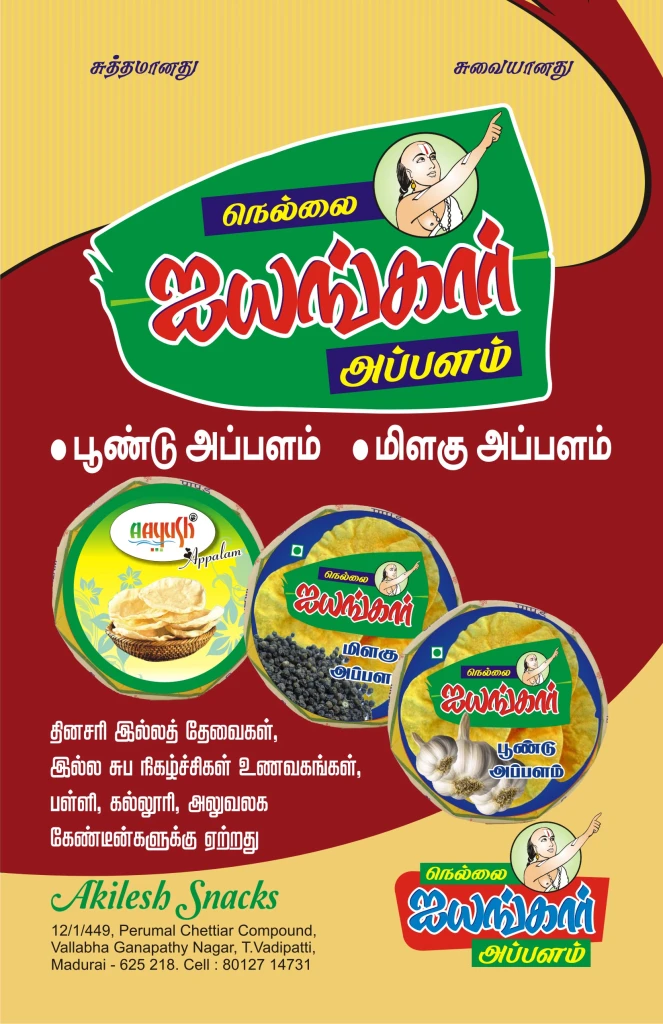 சுத்தமானது
சுவையானது
நெல்லை
ஐயங்கார்
அப்பளம்
• பூண்டு அப்பளம் • மிளகு அப்பளம்
AAyush®
Appalam
நெல்லை
ஐயங்கார்
மிளகு
அப்பள
நெல்லை
ஐயங்கார்
பூண்டு
அப்பளம்
தினசரி இல்லத் தேவைகள்,
இல்ல சுப நிகழ்ச்சிகள் உணவகங்கள்,
பள்ளி, கல்லூரி, அலுவலக
கேண்டீன்களுக்கு ஏற்றது
Akilesh Snacks
12/1/449, Perumal Chettiar Compound,
Vallabha Ganapathy Nagar, T.Vadipatti,
Madurai - 625 218. Cell : 80127 14731
நெல்லை
ஐயங்கார்
அப்பளம்